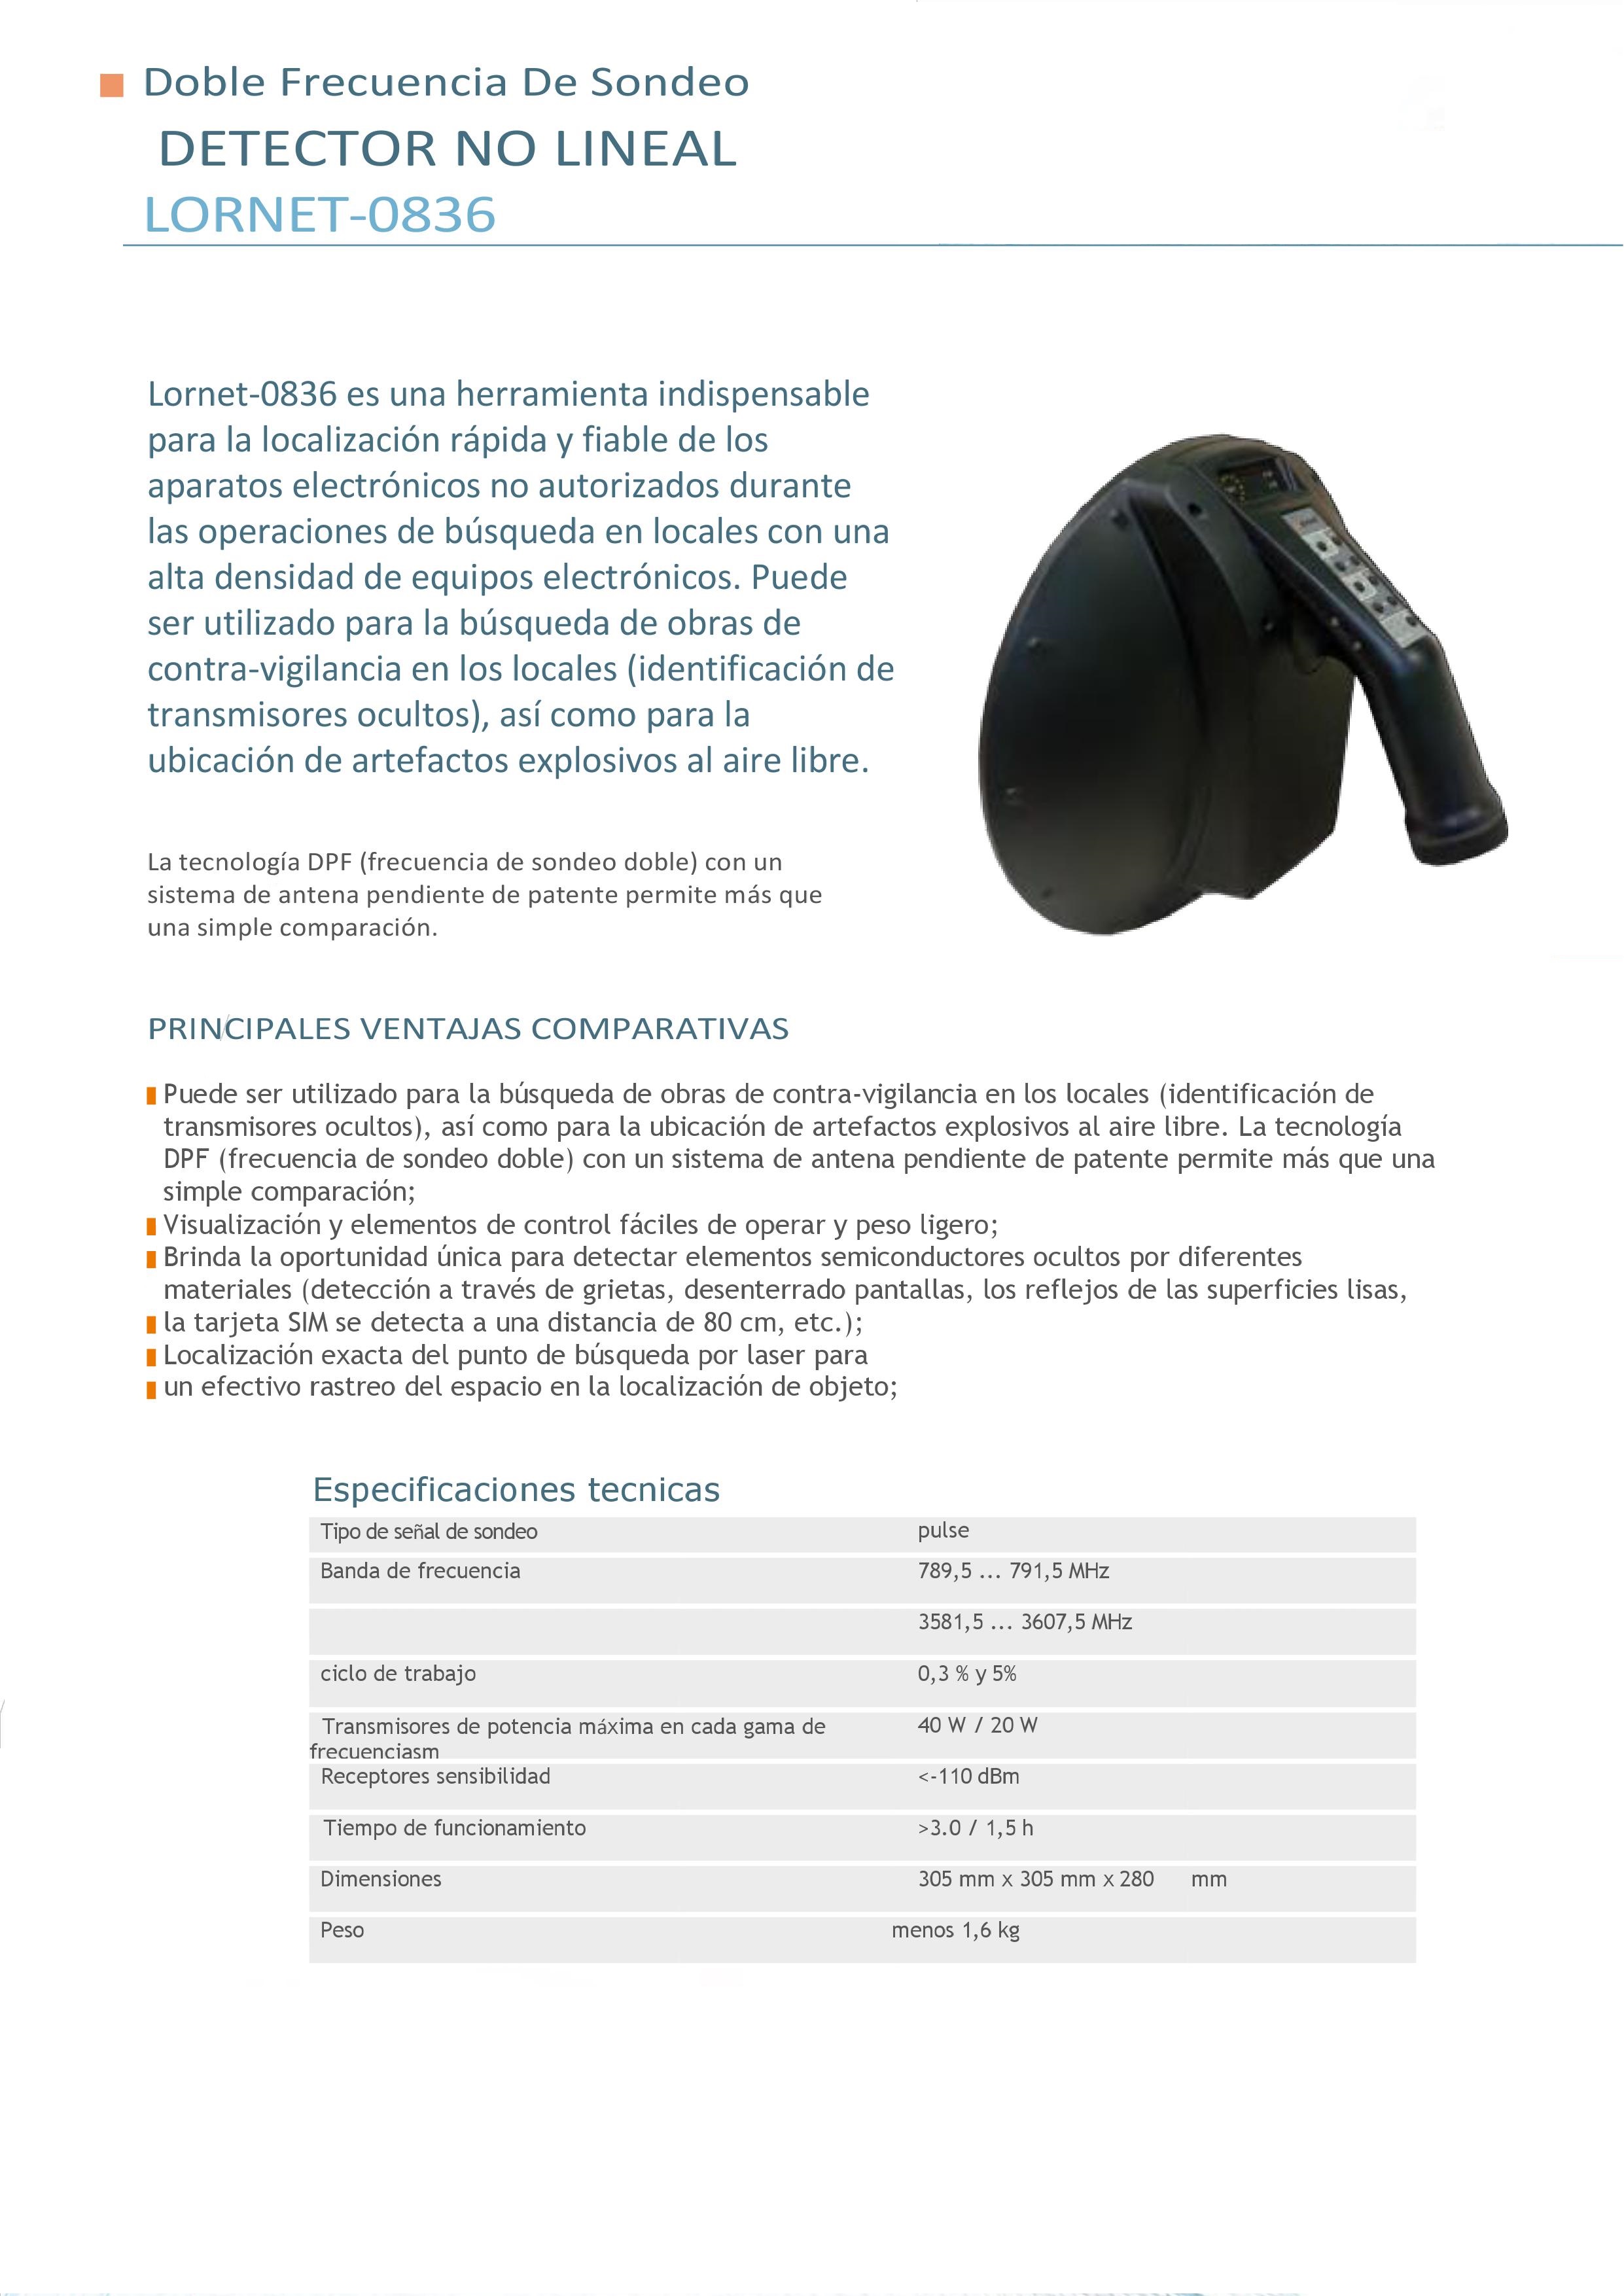 Doble Frecuencia De Sondeo
DETECTOR NO LINEAL
LORNET-0836
Lornet-0836 es una herramienta indispensable
para la localización rápida y fiable de los
aparatos electrónicos no autorizados durante
las operaciones de búsqueda en locales con una
alta densidad de equipos electrónicos. Puede
ser utilizado para la búsqueda de obras de
contra-vigilancia en los locales (identificación de
transmisores ocultos), así como para la
ubicación de artefactos explosivos al aire libre.
La tecnología DPF (frecuencia de sondeo doble) con un
sistema de antena pendiente de patente permite más que
una simple comparación.
PRINCIPALES VENTAJAS COMPARATIVAS
Puede ser utilizado para la búsqueda de obras de contra-vigilancia en los locales (identificación de
transmisores ocultos), así como para la ubicación de artefactos explosivos al aire libre. La tecnología
DPF (frecuencia de sondeo doble) con un sistema de antena pendiente de patente permite más que una
simple comparación;
Visualización y elementos de control fáciles de operar y peso ligero;
Brinda la oportunidad única para detectar elementos semiconductores ocultos por diferentes
materiales (detección a través de grietas, desenterrado pantallas, los reflejos de las superficies lisas,
la tarjeta SIM se detecta a una distancia de 80 cm, etc.);
Localización exacta del punto de búsqueda por laser para
un efectivo rastreo del espacio en la localización de objeto;
Especificaciones tecnicas
Tipo de señal de sondeo pulse
Banda de frecuencia 789,5 ... 791,5 MHz
3581,5 ... 3607,5 MHz
ciclo de trabajo 0,3 % y 5%
Transmisores de potencia máxima en cada gama de 40 W / 20 W
frecuenciasm
Receptores sensibilidad <-110 dBm
Tiempo de funcionamiento >3.0 / 1,5 h
Dimensiones 305 mm x 305 mm x 280 mm
Peso menos 1,6 kg